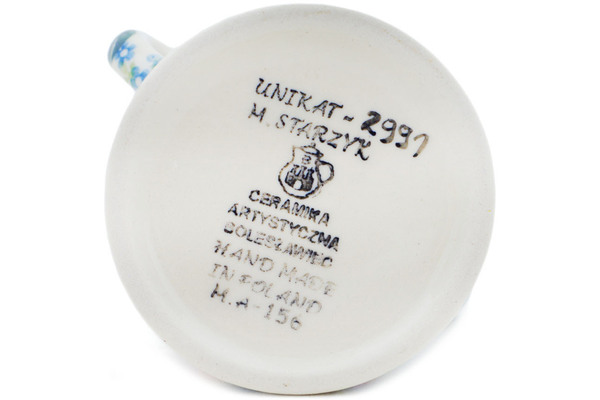 UNIKAT - 2991
M. STARZYK
CERAMIKA
ARTYSTYCZNA
BOLESŁAWIEC
HAND MADE
IN POLAND
M.A-156